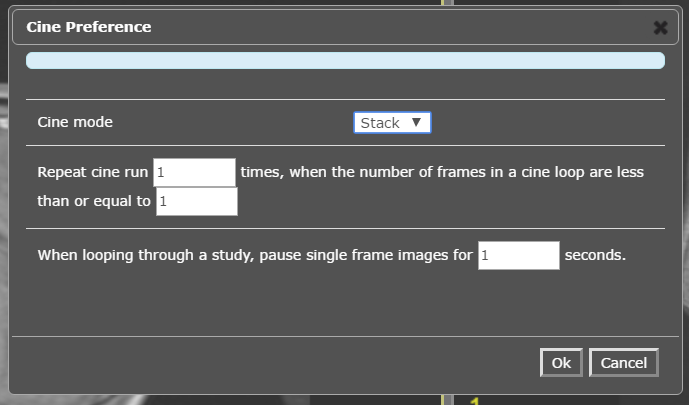 Cine Preference
Cine mode
Stack
Repeat cine run 1 times, when the number of frames in a cine loop are less
than or equal to 1
When looping through a study, pause single frame images for 1 seconds.
Ok Cancel
1